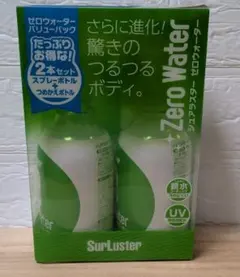 ゼロウォーター
バリューパック
たっぷり
お得用な!!
2本セット
スプレーボトル
+
つめかえボトル
さらに進化!
驚きの
つるつる
ボディ。
Zero Water
シュアラスター ゼロウォーター
親水
UV
SurLuster